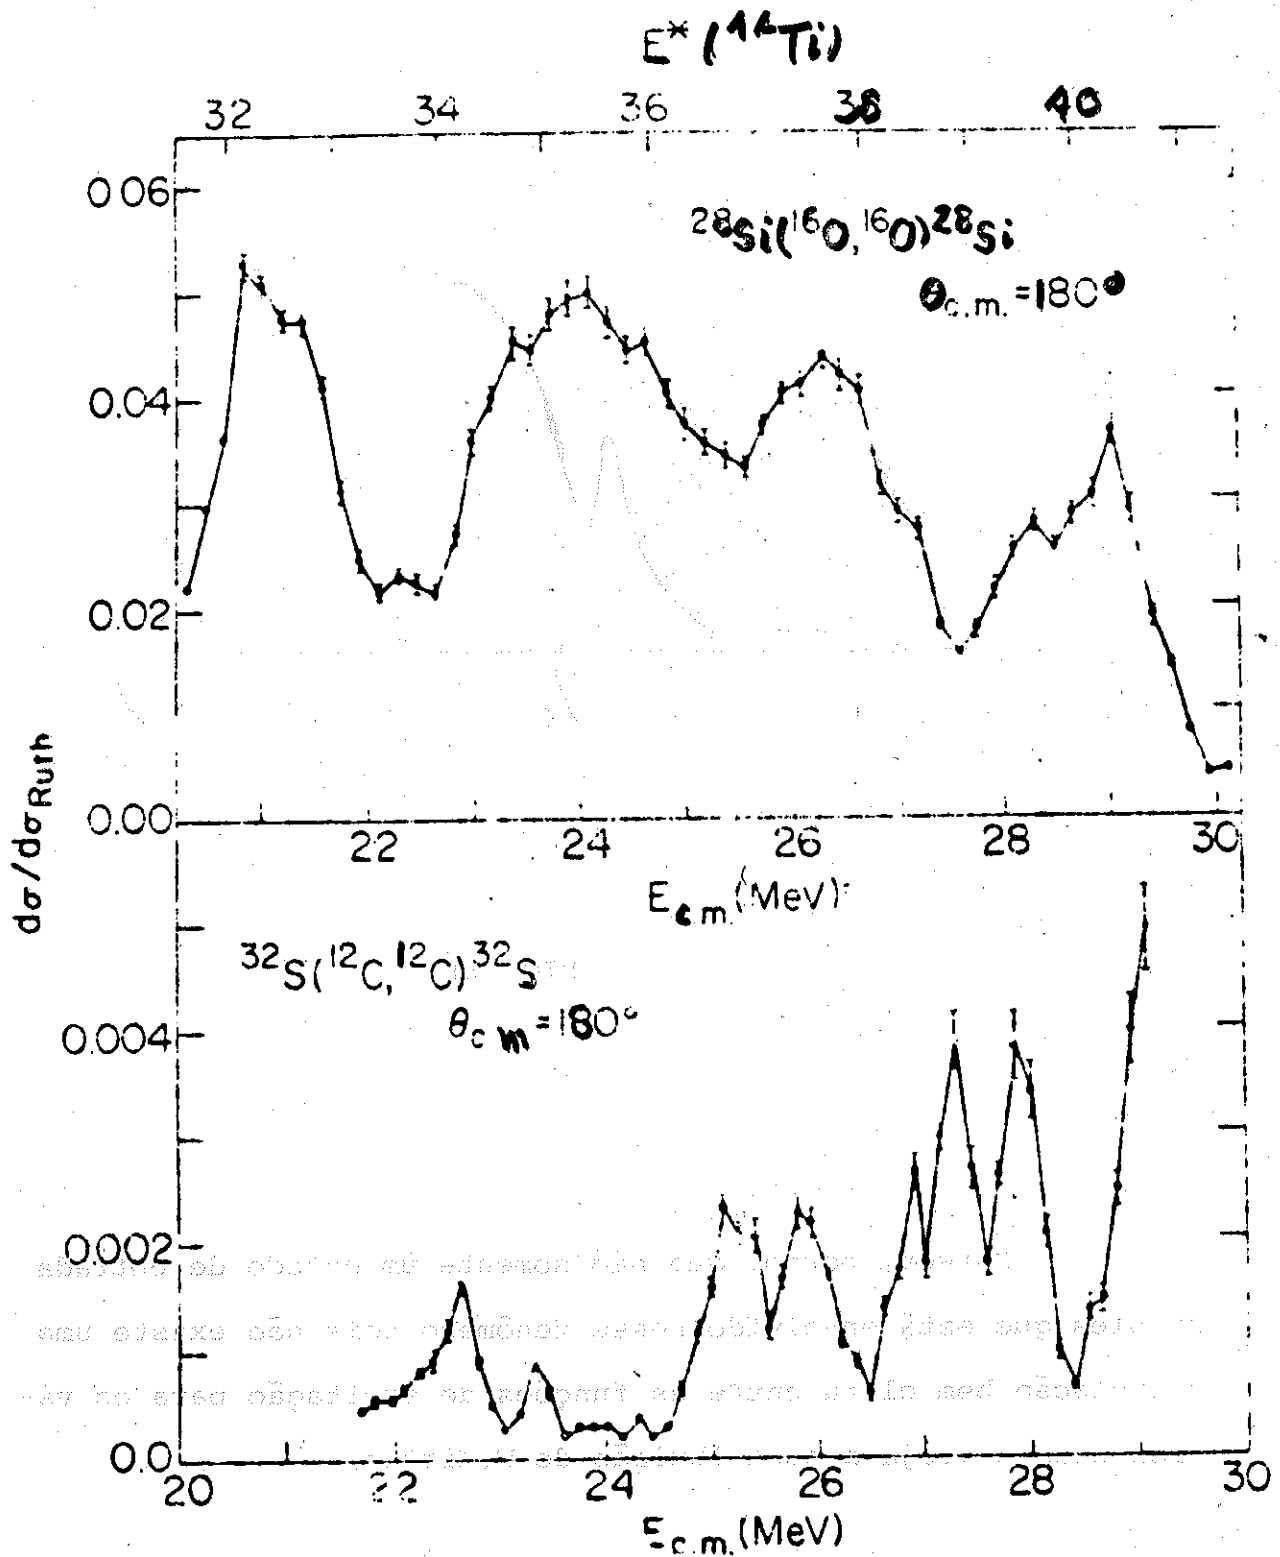 E* (44Ti)
32 34 36 38 40
0.06
28Si(16O,16O)28Si
θc.m. = 180°
0.04
0.02
0.00
22 24 26 28 30
Ec.m. (MeV)
dσ/dσRuth
32S(12C,12C)32S
θc m = 180°
0.004
0.002
0.0
20 22 24 26 28 30
Ec.m. (MeV)